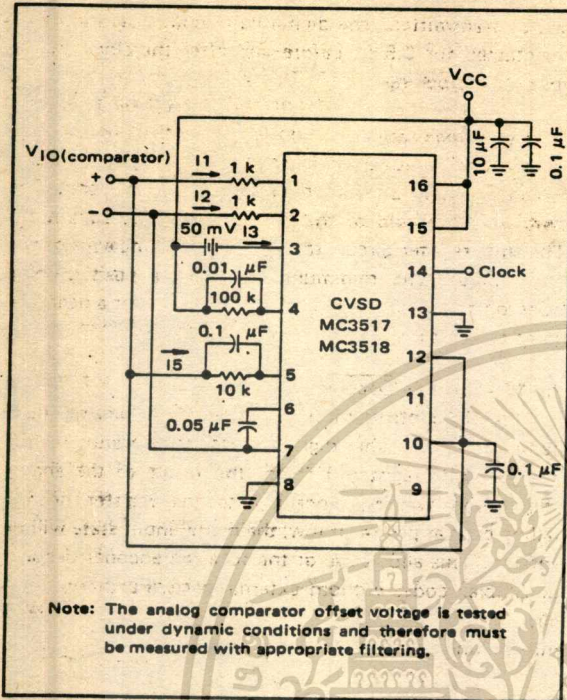 VCC
10 µF
0.1 µF
VIO(comparator)
+
I1
1 k
1
16
−
I2
1 k
2
15
50 mV
I3
3
14
Clock
0.01 µF
100 k
4
CVSD
MC3517
MC3518
13
0.1 µF
12
I5
10 k
5
11
6
0.05 µF
7
10
0.1 µF
8
9
Note: The analog comparator offset voltage is tested
under dynamic conditions and therefore must
be measured with appropriate filtering.